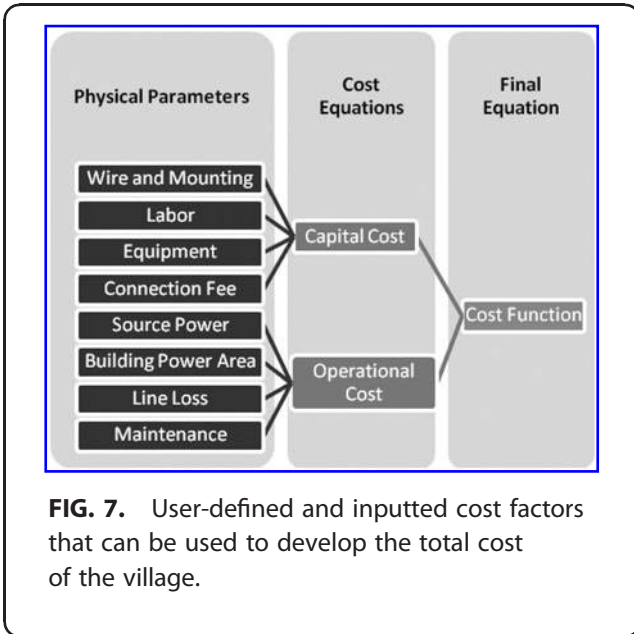 Physical Parameters
Cost
Equations
Final
Equation
Wire and Mounting
Labor
Equipment
Connection Fee
Source Power
Building Power Area
Line Loss
Maintenance
Capital Cost
Operational
Cost
Cost Function
FIG. 7. User-defined and inputted cost factors
that can be used to develop the total cost
of the village.